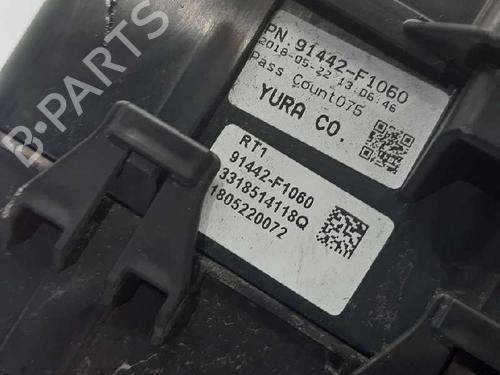 PN. 91442-F1060
2018-05-22 13:06:46
Pass Count075
YURA CO.
RT1
91442-F1060
3318514118Q
1805220072
B-PARTS